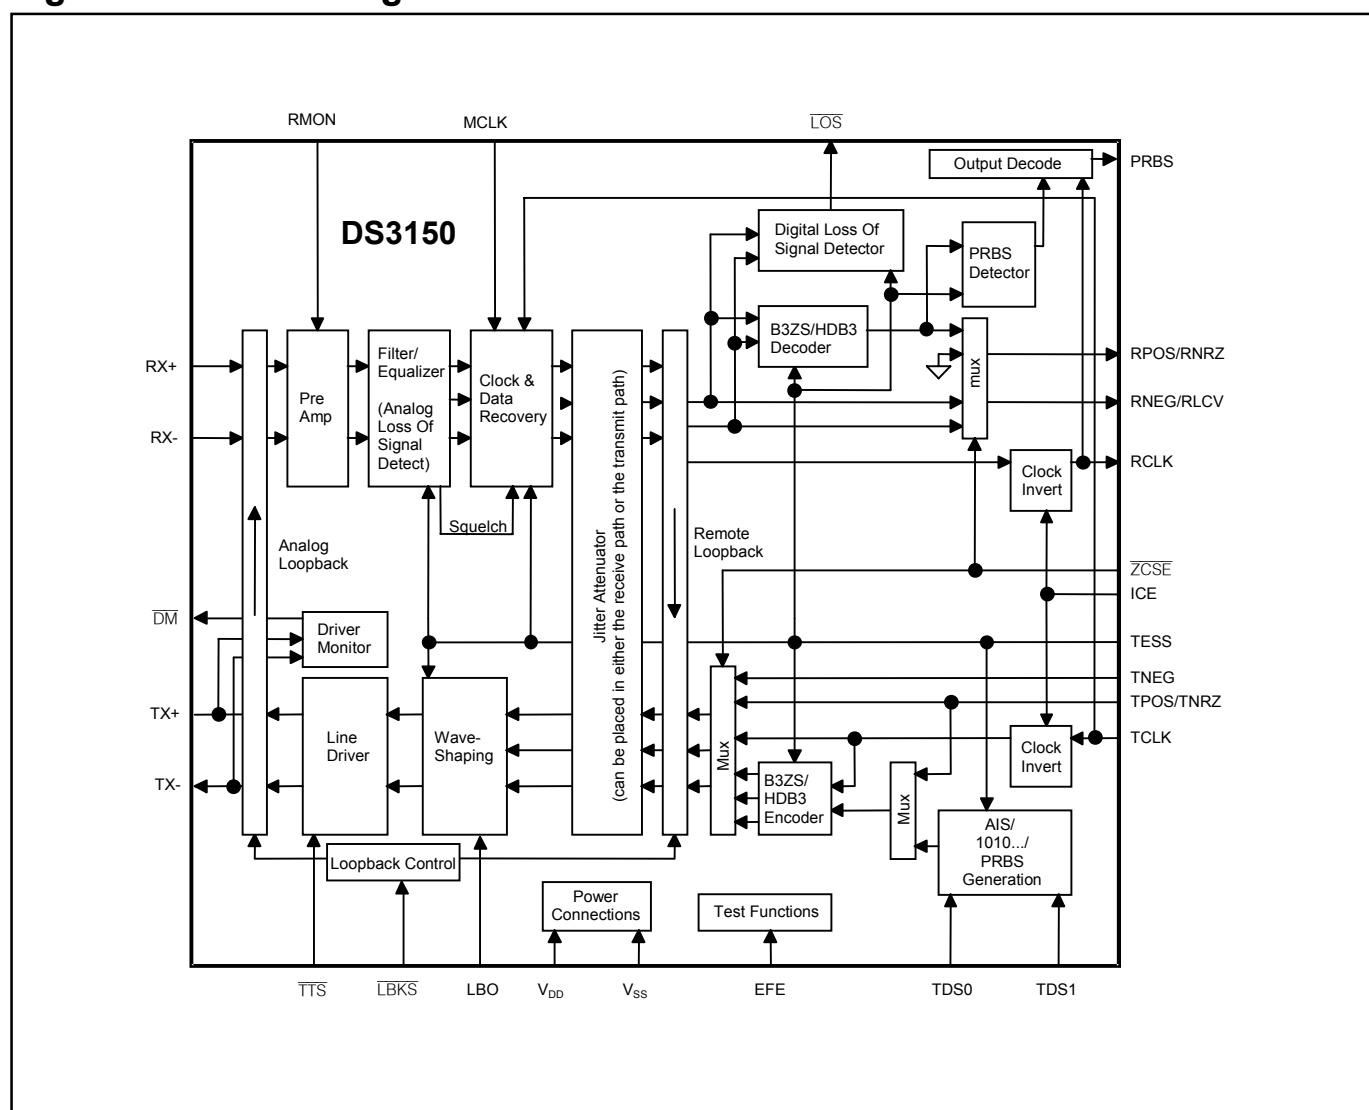 RMON
MCLK
LOS
Output Decode
PRBS
DS3150
Digital Loss Of
Signal Detector
PRBS
Detector
B3ZS/HDB3
Decoder
mux
RX+
RX-
Pre
Amp
Filter/
Equalizer
(Analog
Loss Of
Signal
Detect)
Clock &
Data
Recovery
Squelch
RPOS/RNRZ
RNEG/RLCV
RCLK
Clock
Invert
Analog
Loopback
Jitter Attenuator
(can be placed in either the receive path or the transmit path)
Remote
Loopback
ZCSE
ICE
TESS
TNEG
TPOS/TNRZ
TCLK
DM
Driver
Monitor
TX+
TX-
Line
Driver
Wave-
Shaping
Mux
B3ZS/
HDB3
Encoder
Mux
Clock
Invert
AIS/
1010.../
PRBS
Generation
Loopback Control
Power
Connections
Test Functions
TTS
LBKS
LBO
VDD
VSS
EFE
TDS0
TDS1